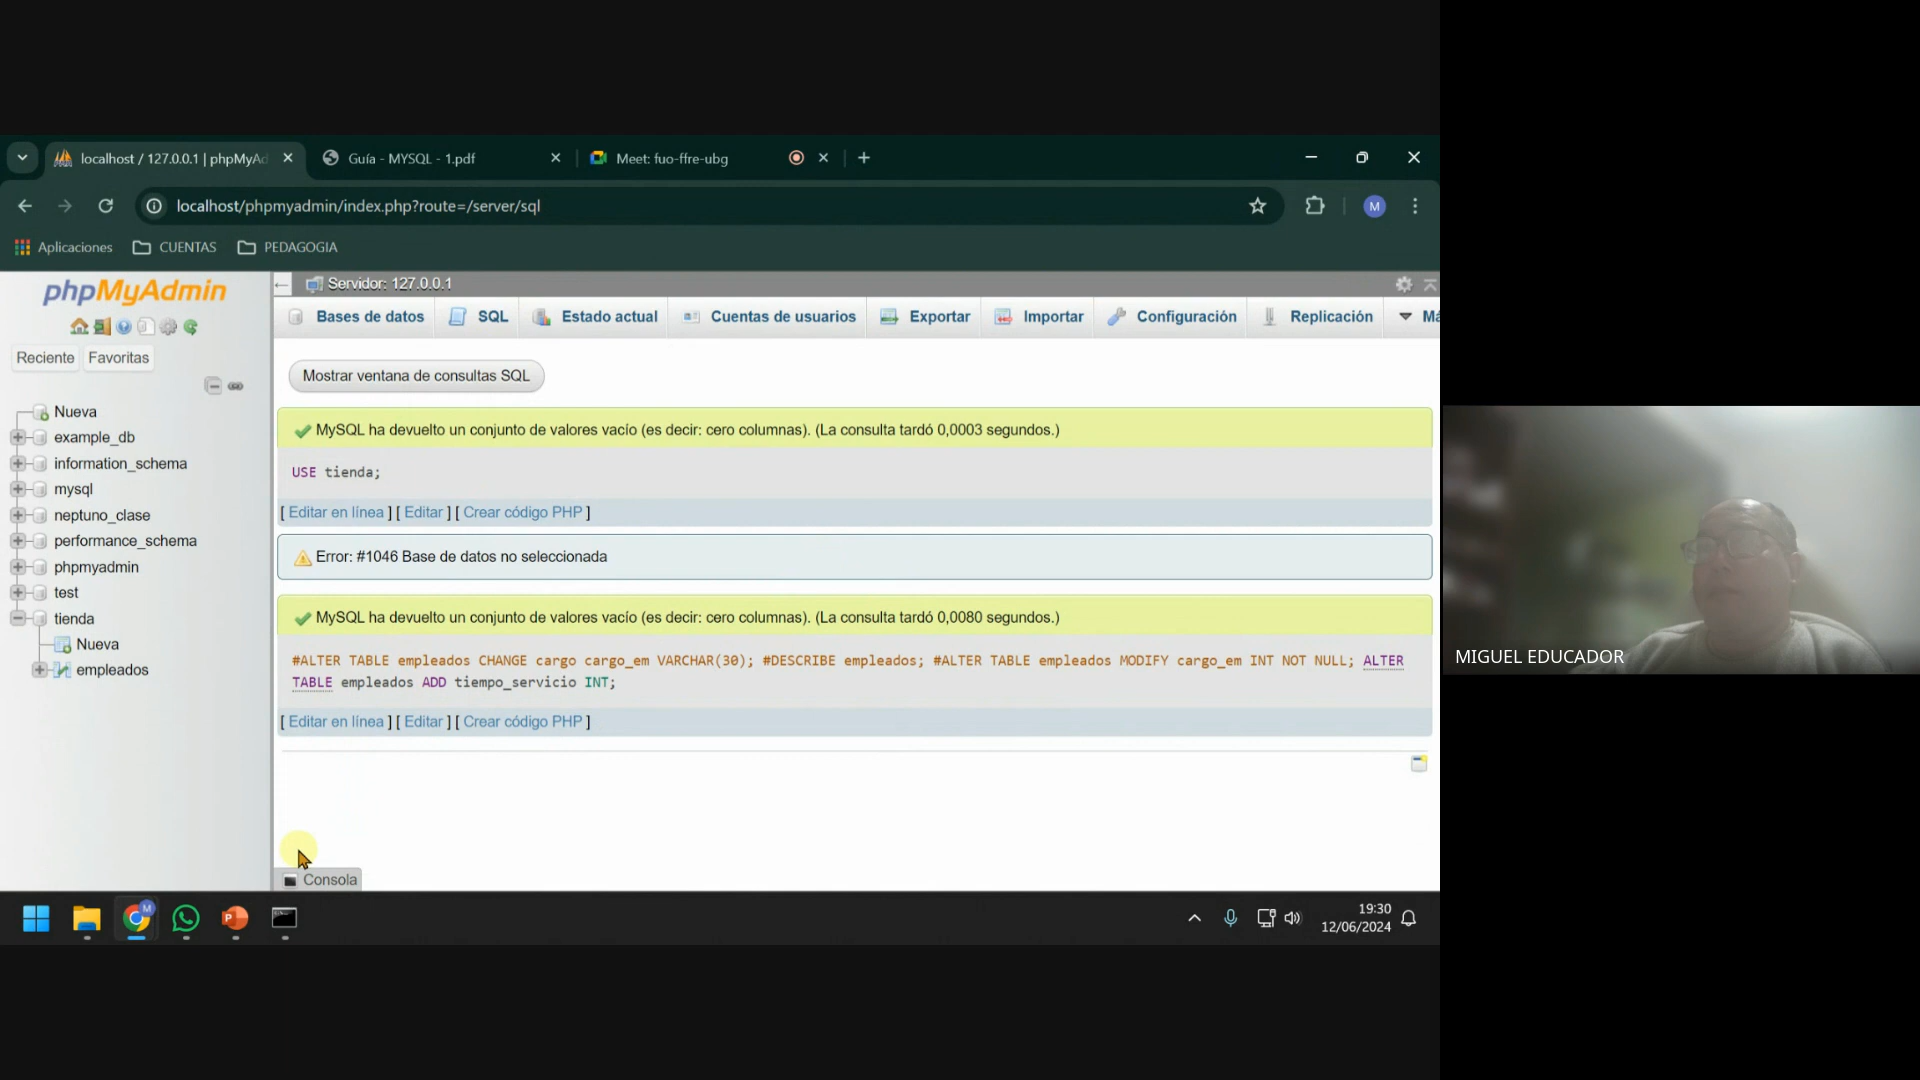 localhost / 127.0.0.1 | phpMyAd
Guía - MYSQL - 1.pdf
Meet: fuo-ffre-ubg
localhost/phpmyadmin/index.php?route=/server/sql
M
Aplicaciones
CUENTAS
PEDAGOGIA
phpMyAdmin
Reciente
Favoritas
Nueva
example_db
information_schema
mysql
neptuno_clase
performance_schema
phpmyadmin
test
tienda
Nueva
empleados
Servidor: 127.0.0.1
Bases de datos
SQL
Estado actual
Cuentas de usuarios
Exportar
Importar
Configuración
Replicación
Má
Mostrar ventana de consultas SQL
MySQL ha devuelto un conjunto de valores vacío (es decir: cero columnas). (La consulta tardó 0,0003 segundos.)
USE tienda;
[ Editar en línea ] [ Editar ] [ Crear código PHP ]
Error: #1046 Base de datos no seleccionada
MySQL ha devuelto un conjunto de valores vacío (es decir: cero columnas). (La consulta tardó 0,0080 segundos.)
#ALTER TABLE empleados CHANGE cargo cargo_em VARCHAR(30); #DESCRIBE empleados; #ALTER TABLE empleados MODIFY cargo_em INT NOT NULL; ALTER
TABLE empleados ADD tiempo_servicio INT;
[ Editar en línea ] [ Editar ] [ Crear código PHP ]
Consola
19:30
12/06/2024
MIGUEL EDUCADOR